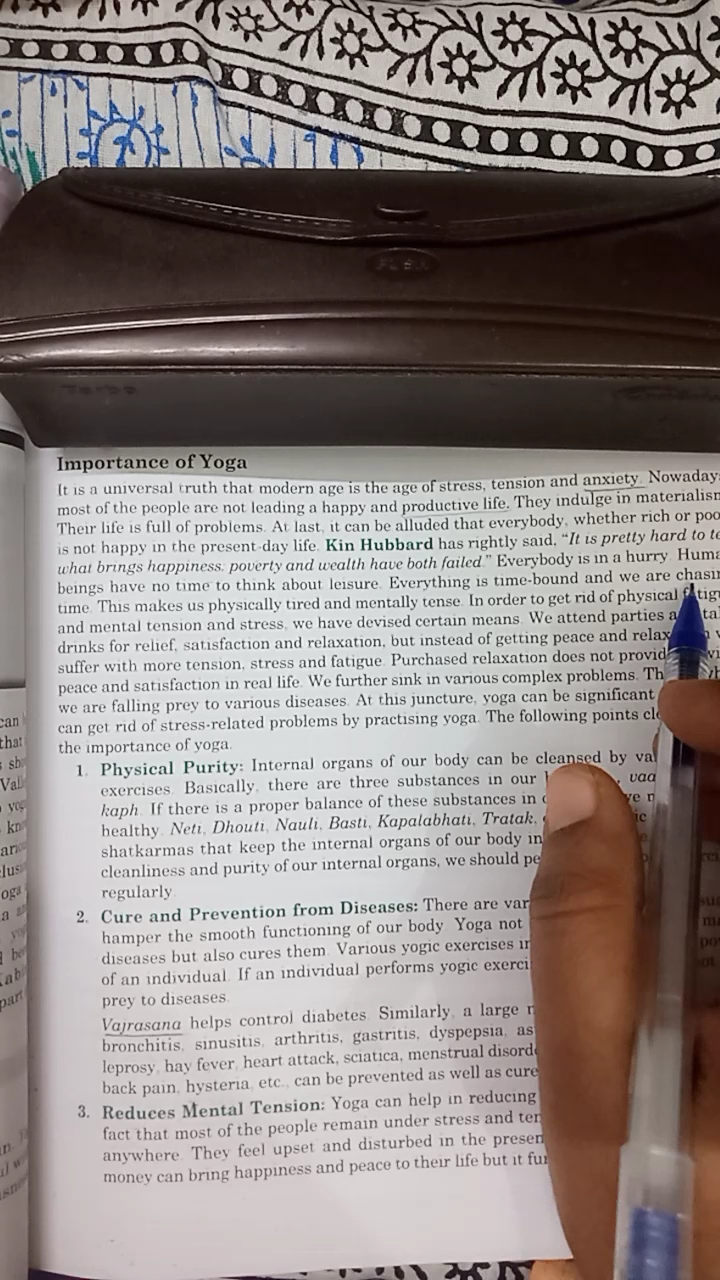 Importance of Yoga
It is a universal truth that modern age is the age of stress, tension and anxiety. Nowaday
most of the people are not leading a happy and productive life. They indulge in materialis
Their life is full of problems. At last, it can be alluded that everybody, whether rich or poo
is not happy in the present-day life. Kin Hubbard has rightly said, “It is pretty hard to te
what brings happiness; poverty and wealth have both failed.” Everybody is in a hurry. Huma
beings have no time to think about leisure. Everything is time-bound and we are chasin
time. This makes us physically tired and mentally tense. In order to get rid of physical
and mental tension and stress, we have devised certain means. We attend parties
drinks for relief, satisfaction and relaxation, but instead of getting peace and relax
suffer with more tension, stress and fatigue. Purchased relaxation does not provid
peace and satisfaction in real life. We further sink in various complex problems. Th
we are falling prey to various diseases. At this juncture, yoga can be significant
can get rid of stress-related problems by practising yoga. The following points cle
the importance of yoga.
1. Physical Purity: Internal organs of our body can be cleansed by va
exercises. Basically, there are three substances in our vaa
kaph. If there is a proper balance of these substances in
healthy. Neti, Dhouti, Nauli, Basti, Kapalabhati, Tratak,
shatkarmas that keep the internal organs of our body in
cleanliness and purity of our internal organs, we should pe
regularly.
2. Cure and Prevention from Diseases: There are var
hamper the smooth functioning of our body. Yoga not
diseases but also cures them. Various yogic exercises
of an individual. If an individual performs yogic exerci
prey to diseases.
Vajrasana helps control diabetes. Similarly, a large
bronchitis, sinusitis, arthritis, gastritis, dyspepsia, as
leprosy, hay fever, heart attack, sciatica, menstrual disord
back pain, hysteria, etc., can be prevented as well as cure
3. Reduces Mental Tension: Yoga can help in reducing
fact that most of the people remain under stress and ten
anywhere. They feel upset and disturbed in the presen
money can bring happiness and peace to their life but it fur